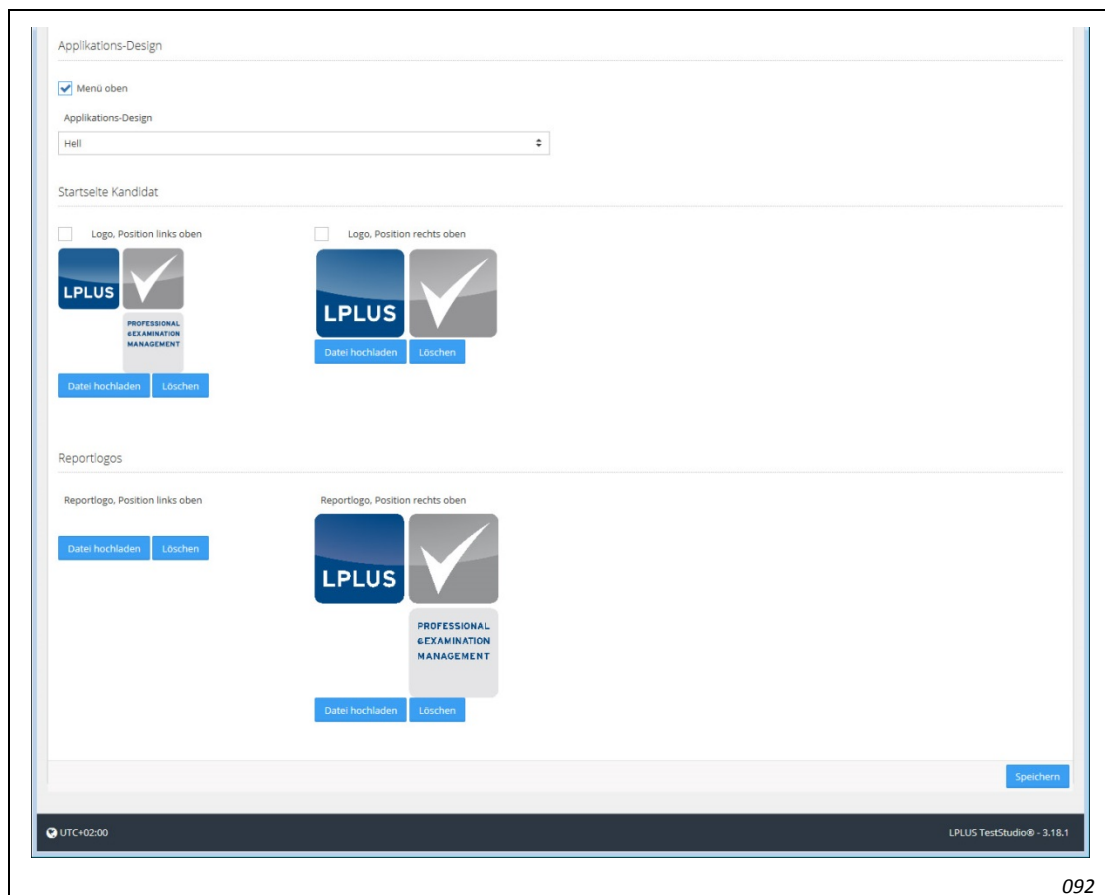 Applikations-Design
Menü oben
Applikations-Design
Hell
Startseite Kandidat
Logo, Position links oben
Logo, Position rechts oben
LPLUS
PROFESSIONAL
eEXAMINATION
MANAGEMENT
LPLUS
Datei hochladen Löschen
Datei hochladen Löschen
Reportlogos
Reportlogo, Position links oben
Reportlogo, Position rechts oben
Datei hochladen Löschen
LPLUS
PROFESSIONAL
eEXAMINATION
MANAGEMENT
Datei hochladen Löschen
Speichern
UTC+02:00
LPLUS TestStudio® - 3.18.1
092